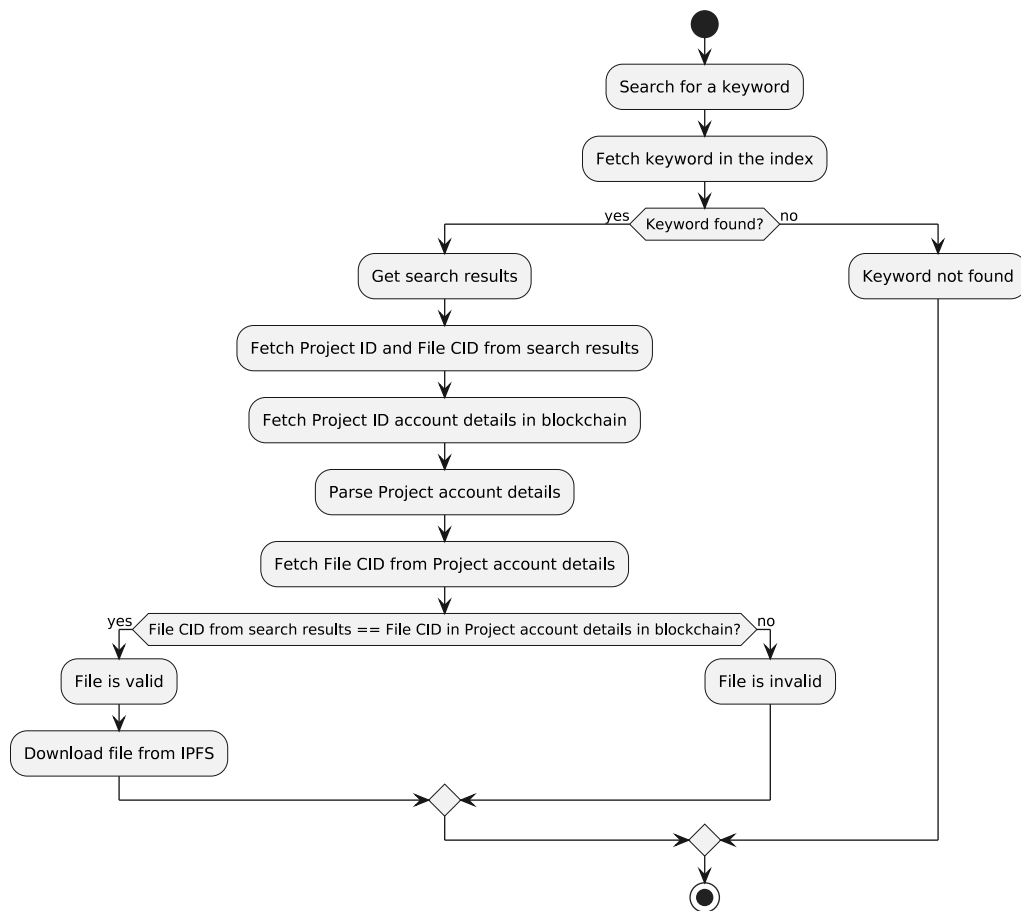 Search for a keyword
Fetch keyword in the index
yes
Keyword found?
no
Get search results
Keyword not found
Fetch Project ID and File CID from search results
Fetch Project ID account details in blockchain
Parse Project account details
Fetch File CID from Project account details
yes
File CID from search results == File CID in Project account details in blockchain?
no
File is valid
File is invalid
Download file from IPFS